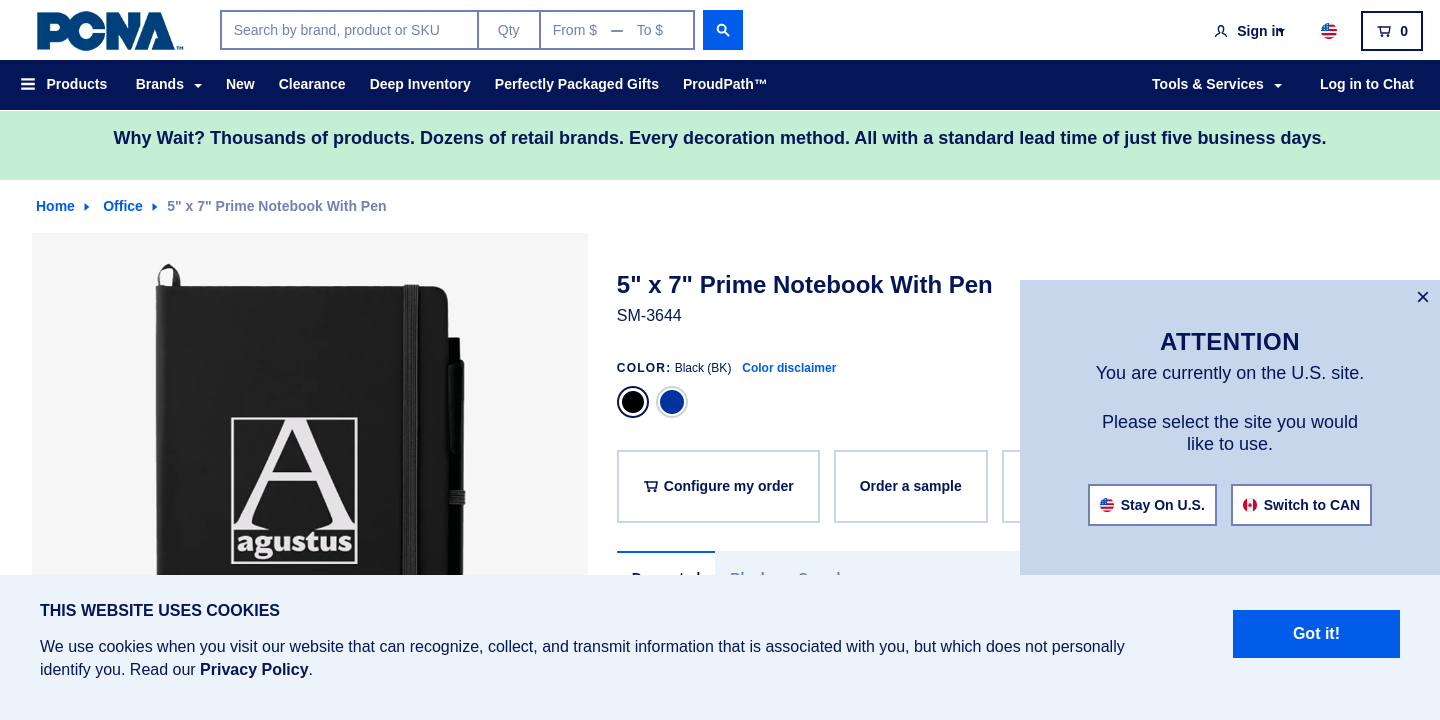 PCNA™
Search by brand, product or SKU
Qty
From $ — To $
Sign in
0
Products
Brands
New
Clearance
Deep Inventory
Perfectly Packaged Gifts
ProudPath™
Tools & Services
Log in to Chat
Why Wait? Thousands of products. Dozens of retail brands. Every decoration method. All with a standard lead time of just five business days.
Home
Office
5" x 7" Prime Notebook With Pen
A
agustus
5" x 7" Prime Notebook With Pen
SM-3644
COLOR: Black (BK) Color disclaimer
Configure my order
Order a sample
×
ATTENTION
You are currently on the U.S. site.
Please select the site you would
like to use.
Stay On U.S.
Switch to CAN
THIS WEBSITE USES COOKIES
We use cookies when you visit our website that can recognize, collect, and transmit information that is associated with you, but which does not personally
identify you. Read our Privacy Policy.
Got it!